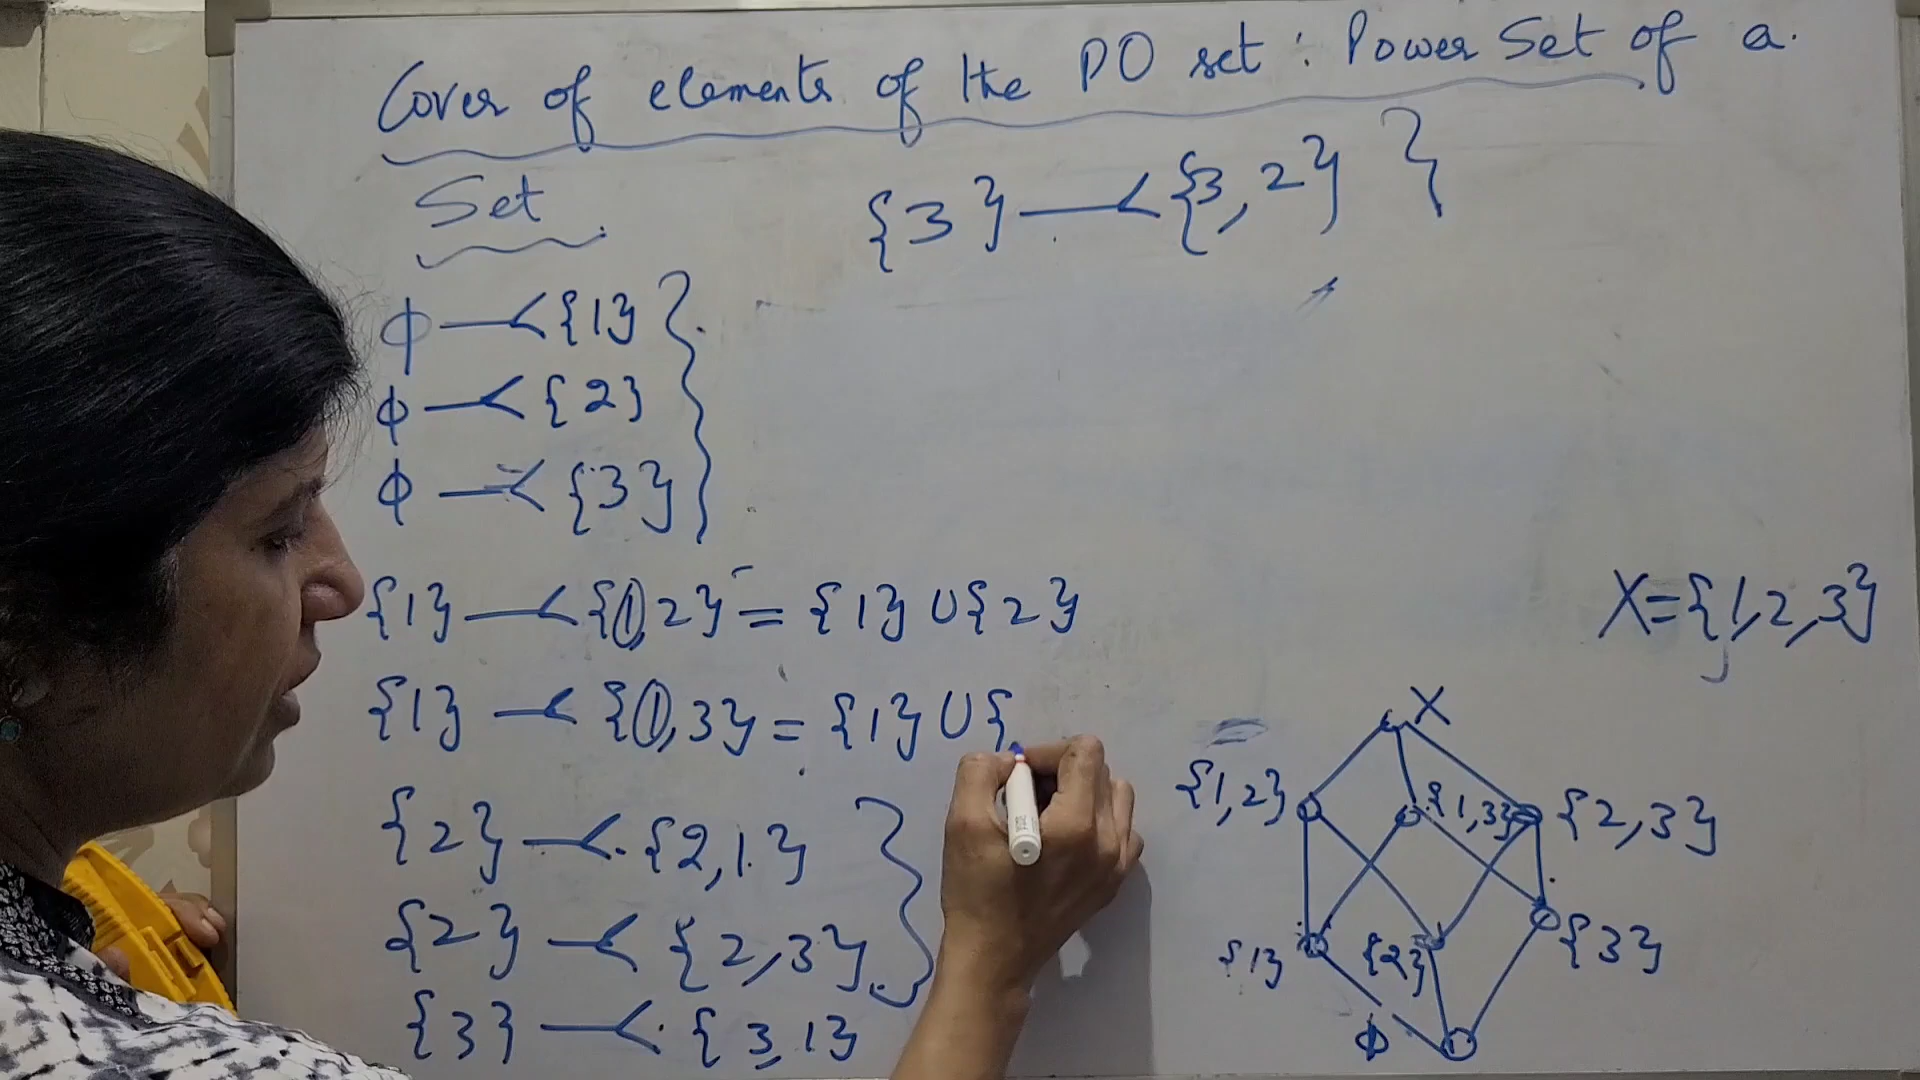 Cover of elements of the PO set : Power Set of a
Set
{3} —< {3, 2} }
ϕ —< {1}
ϕ —< {2}
ϕ —< {3}
{1} —< {1, 2} = {1} ∪ {2}
{1} —< {1, 3} = {1} ∪ {
{2} —< {2, 1}
{2} —< {2, 3}
{3} —< {3, 1}
X = {1, 2, 3}
X
{1, 2} {1, 3} {2, 3}
{1} {2} {3}
ϕ